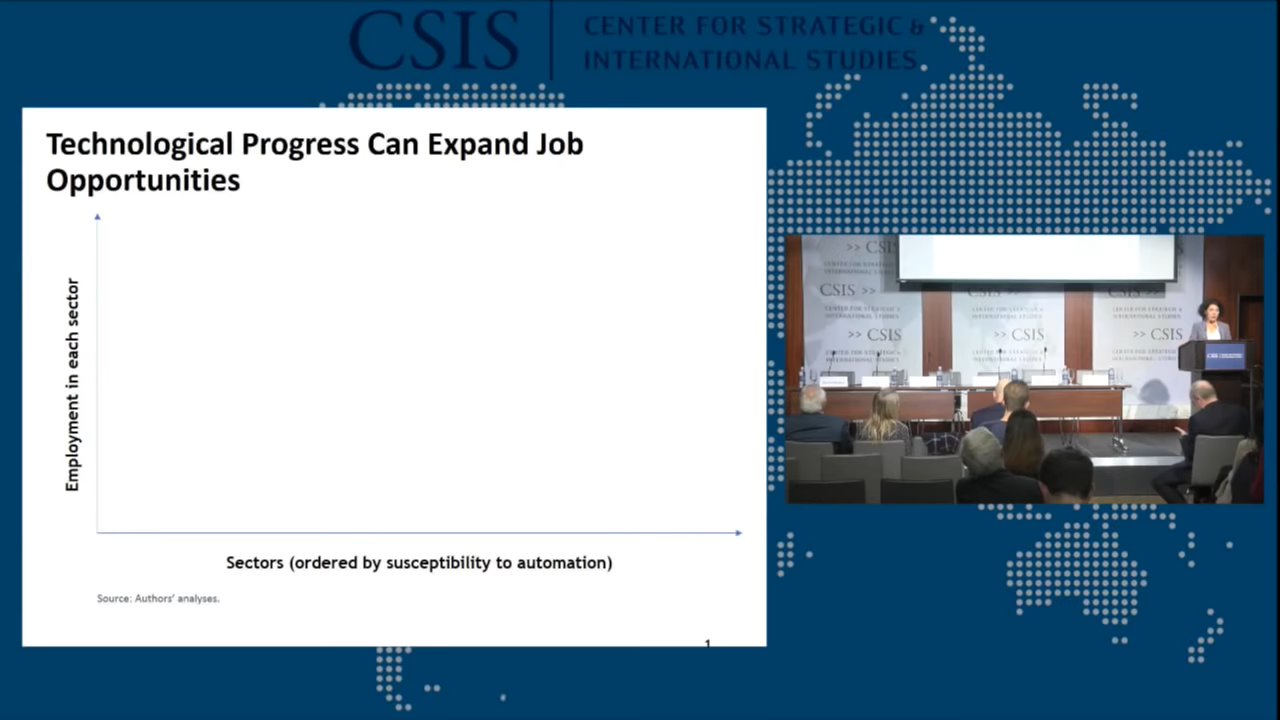 CSIS
CENTER FOR STRATEGIC &
INTERNATIONAL STUDIES
Technological Progress Can Expand Job
Opportunities
Employment in each sector
Sectors (ordered by susceptibility to automation)
Source: Authors' analyses.
1
>> CSIS
CSIS >>
>> CSIS
>> CSIS
>> CSIS